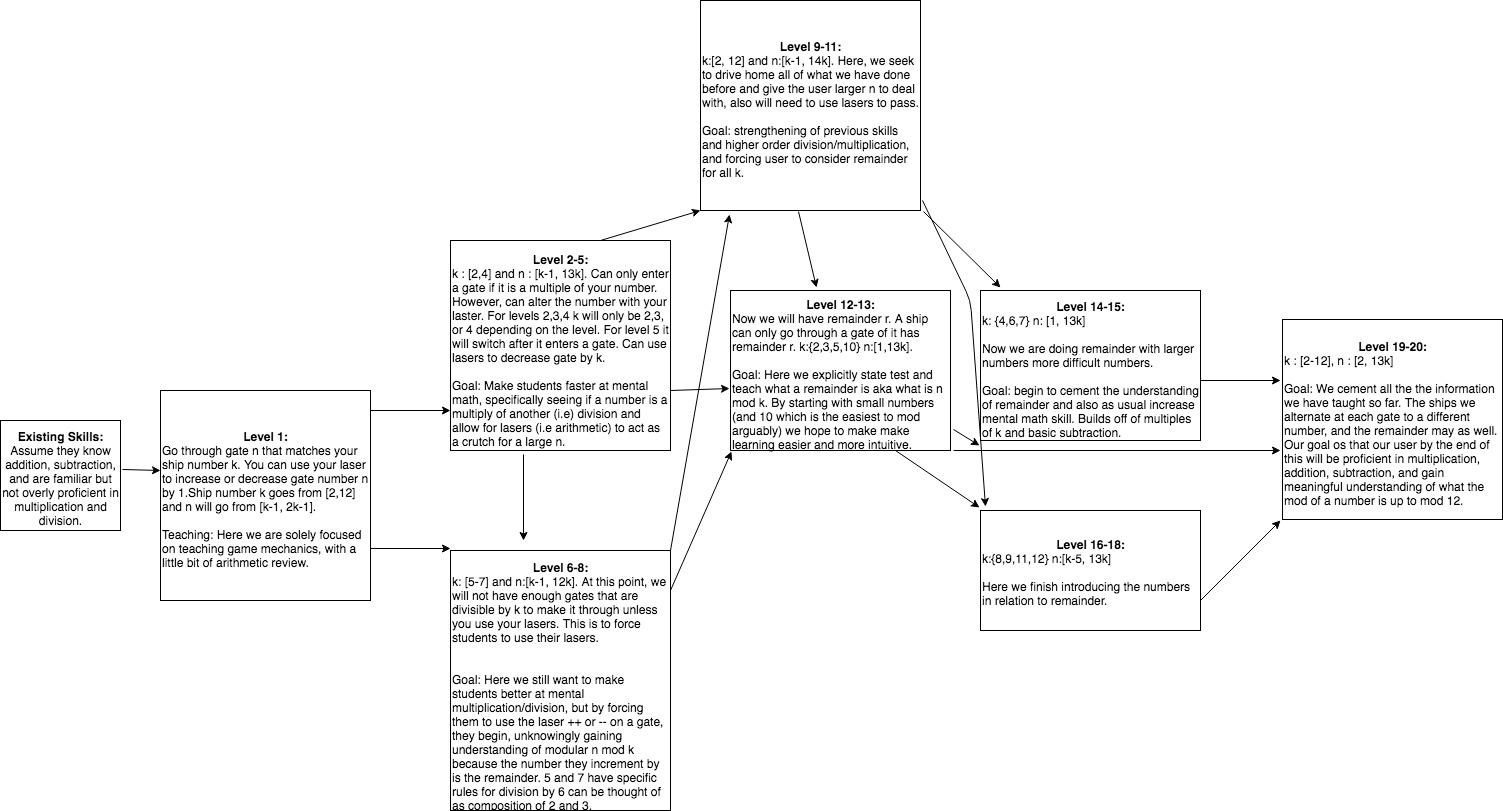 Existing Skills:
Assume they know
addition, subtraction,
and are familiar but
not overly proficient in
multiplication and
division.
Level 1:
Go through gate n that matches your
ship number k. You can use your laser
to increase or decrease gate number n
by 1.Ship number k goes from [2,12]
and n will go from [k-1, 2k-1].
Teaching: Here we are solely focused
on teaching game mechanics, with a
little bit of arithmetic review.
Level 2-5:
k : [2,4] and n : [k-1, 13k]. Can only enter
a gate if it is a multiple of your number.
However, can alter the number with your
laster. For levels 2,3,4 k will only be 2,3,
or 4 depending on the level. For level 5 it
will switch after it enters a gate. Can use
lasers to decrease gate by k.
Goal: Make students faster at mental
math, specifically seeing if a number is a
multiply of another (i.e) division and
allow for lasers (i.e arithmetic) to act as
a crutch for a large n.
Level 6-8:
k: [5-7] and n:[k-1, 12k]. At this point, we
will not have enough gates that are
divisible by k to make it through unless
you use your lasers. This is to force
students to use their lasers.
Goal: Here we still want to make
students better at mental
multiplication/division, but by forcing
them to use the laser ++ or -- on a gate,
they begin, unknowingly gaining
understanding of modular n mod k
because the number they increment by
is the remainder. 5 and 7 have specific
rules for division by 6 can be thought of
as composition of 2 and 3.
Level 9-11:
k:[2, 12] and n:[k-1, 14k]. Here, we seek
to drive home all of what we have done
before and give the user larger n to deal
with, also will need to use lasers to pass.
Goal: strengthening of previous skills
and higher order division/multiplication,
and forcing user to consider remainder
for all k.
Level 12-13:
Now we will have remainder r. A ship
can only go through a gate of it has
remainder r. k:{2,3,5,10} n:[1,13k].
Goal: Here we explicitly state test and
teach what a remainder is aka what is n
mod k. By starting with small numbers
(and 10 which is the easiest to mod
arguably) we hope to make make
learning easier and more intuitive.
Level 14-15:
k: {4,6,7} n: [1, 13k]
Now we are doing remainder with larger
numbers more difficult numbers.
Goal: begin to cement the understanding
of remainder and also as usual increase
mental math skill. Builds off of multiples
of k and basic subtraction.
Level 16-18:
k:{8,9,11,12} n:[k-5, 13k]
Here we finish introducing the numbers
in relation to remainder.
Level 19-20:
k : [2-12], n : [2, 13k]
Goal: We cement all the the information
we have taught so far. The ships we
alternate at each gate to a different
number, and the remainder may as well.
Our goal os that our user by the end of
this will be proficient in multiplication,
addition, subtraction, and gain
meaningful understanding of what the
mod of a number is up to mod 12.